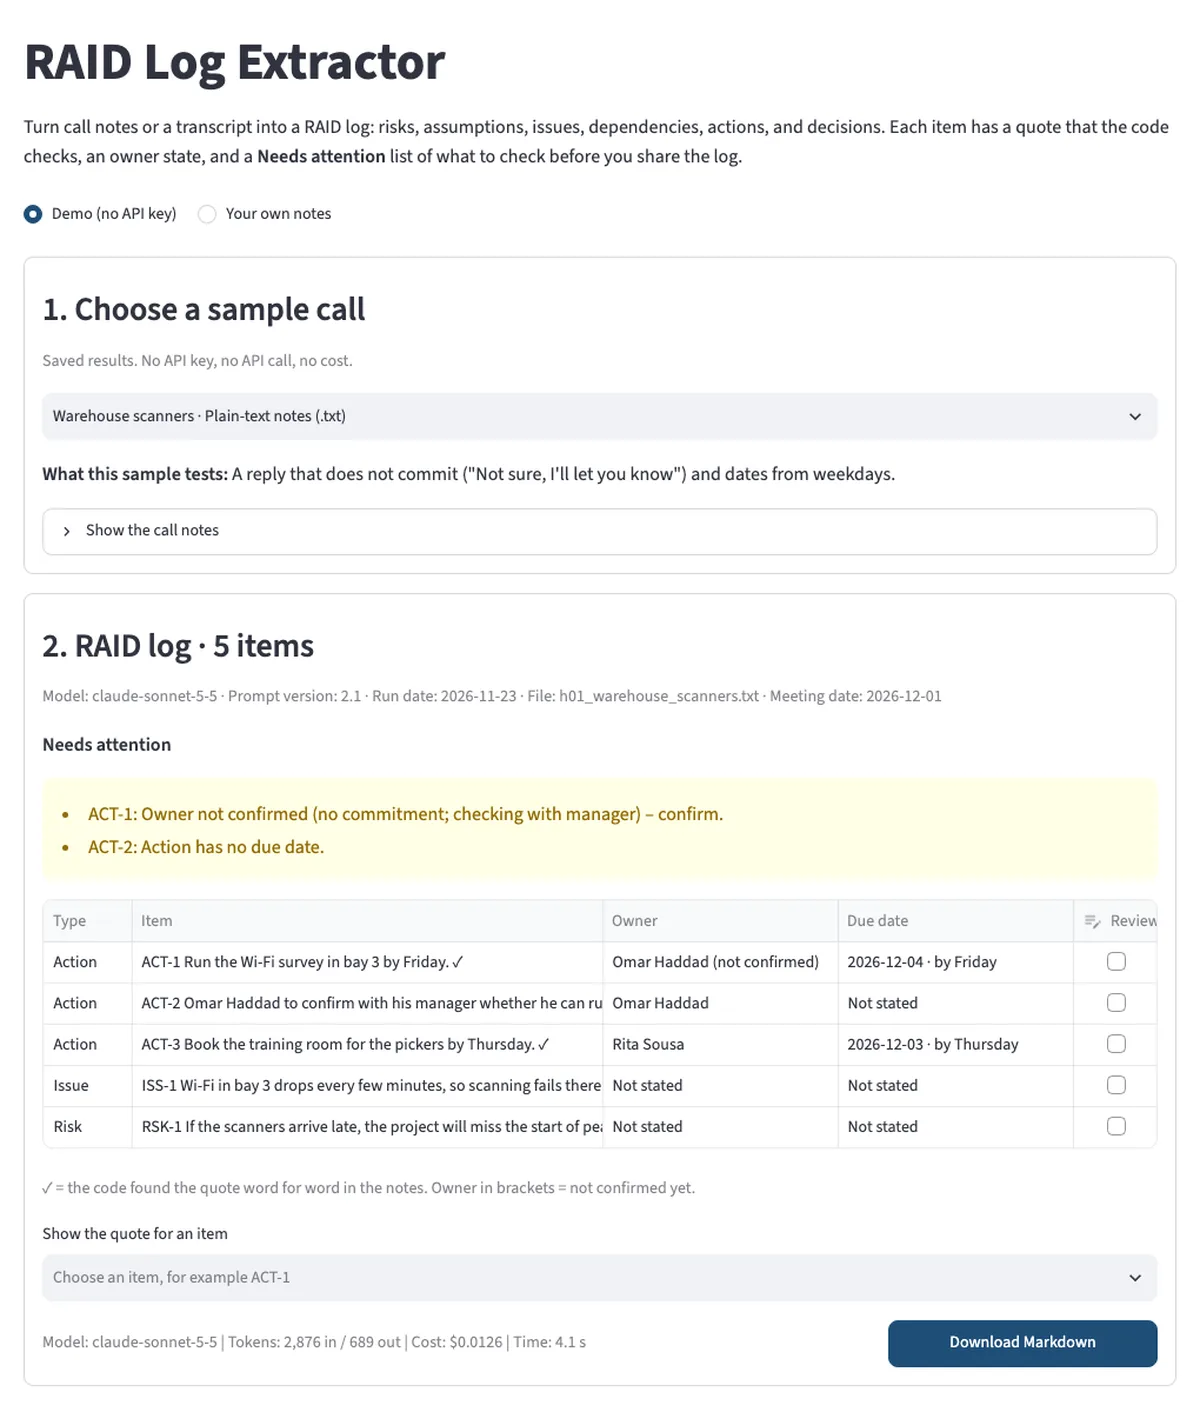 RAID Log Extractor
Turn call notes or a transcript into a RAID log: risks, assumptions, issues, dependencies, actions, and decisions. Each item has a quote that the code
checks, an owner state, and a Needs attention list of what to check before you share the log.
Demo (no API key) Your own notes
1. Choose a sample call
Saved results. No API key, no API call, no cost.
Warehouse scanners · Plain-text notes (.txt)
What this sample tests: A reply that does not commit ("Not sure, I'll let you know") and dates from weekdays.
Show the call notes
2. RAID log · 5 items
Model: claude-sonnet-5-5 · Prompt version: 2.1 · Run date: 2026-11-23 · File: h01_warehouse_scanners.txt · Meeting date: 2026-12-01
Needs attention
• ACT-1: Owner not confirmed (no commitment; checking with manager) – confirm.
• ACT-2: Action has no due date.
Type Item Owner Due date Review
Action ACT-1 Run the Wi-Fi survey in bay 3 by Friday. ✓ Omar Haddad (not confirmed) 2026-12-04 · by Friday
Action ACT-2 Omar Haddad to confirm with his manager whether he can ru Omar Haddad Not stated
Action ACT-3 Book the training room for the pickers by Thursday. ✓ Rita Sousa 2026-12-03 · by Thursday
Issue ISS-1 Wi-Fi in bay 3 drops every few minutes, so scanning fails there Not stated Not stated
Risk RSK-1 If the scanners arrive late, the project will miss the start of pea Not stated Not stated
✓ = the code found the quote word for word in the notes. Owner in brackets = not confirmed yet.
Show the quote for an item
Choose an item, for example ACT-1
Model: claude-sonnet-5-5 | Tokens: 2,876 in / 689 out | Cost: $0.0126 | Time: 4.1 s Download Markdown